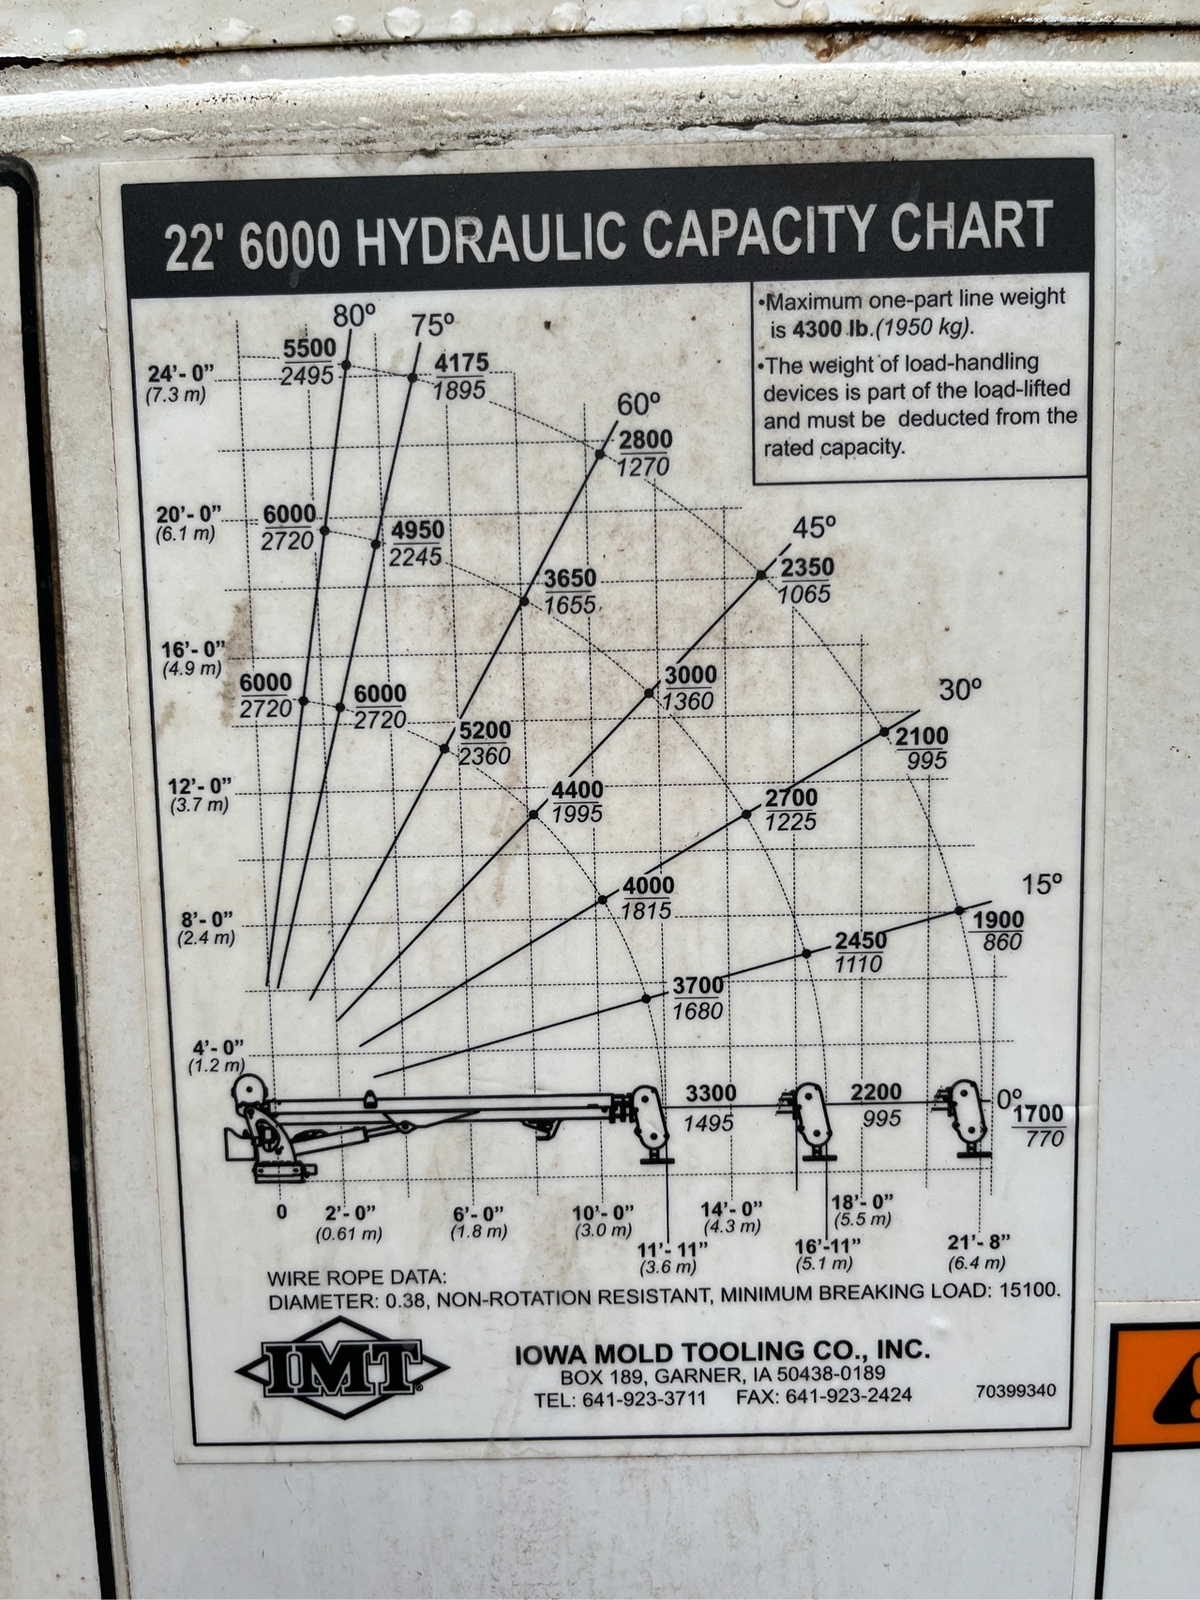 22' 6000 HYDRAULIC CAPACITY CHART
•Maximum one-part line weight
is 4300 lb.(1950 kg).
•The weight of load-handling
devices is part of the load-lifted
and must be deducted from the
rated capacity.
80º
75º
5500
2495
4175
1895
24'- 0"
(7.3 m)
60º
2800
1270
20'- 0"
(6.1 m)
6000
2720
4950
2245
45º
2350
1065
3650
1655
16'- 0"
(4.9 m)
6000
2720
6000
2720
3000
1360
30º
5200
2360
2100
995
12'- 0"
(3.7 m)
4400
1995
2700
1225
15º
4000
1815
8'- 0"
(2.4 m)
1900
860
2450
1110
3700
1680
4'- 0"
(1.2 m)
3300
1495
2200
995
0º
1700
770
0
2'- 0"
(0.61 m)
6'- 0"
(1.8 m)
10'- 0"
(3.0 m)
14'- 0"
(4.3 m)
18'- 0"
(5.5 m)
11'- 11"
(3.6 m)
16'-11"
(5.1 m)
21'- 8"
(6.4 m)
WIRE ROPE DATA:
DIAMETER: 0.38, NON-ROTATION RESISTANT, MINIMUM BREAKING LOAD: 15100.
IMT®
IOWA MOLD TOOLING CO., INC.
BOX 189, GARNER, IA 50438-0189
TEL: 641-923-3711 FAX: 641-923-2424
70399340